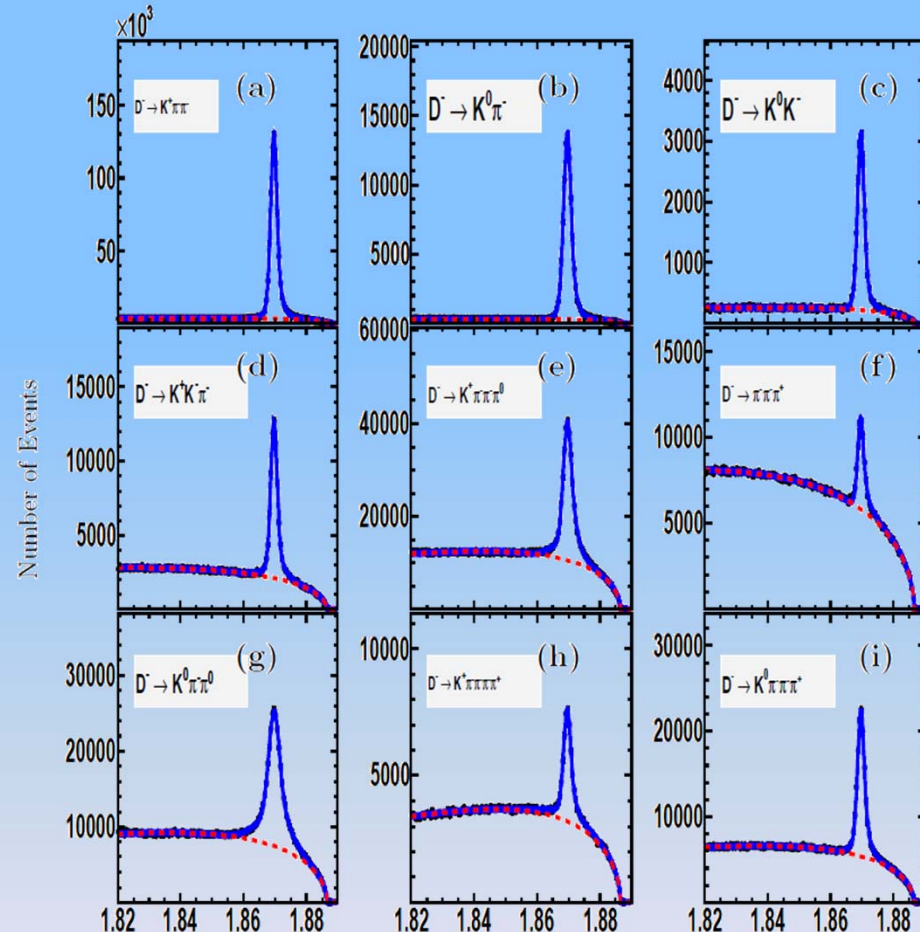 ×10³
(a)
D⁻ → K⁺π⁻π⁻
150
100
50
(b)
D⁻ → K⁰π⁻
20000
15000
10000
5000
(c)
D⁻ → K⁰K⁻
4000
3000
2000
1000
(d)
D⁻ → K⁺K⁻π⁻
15000
10000
5000
(e)
D⁻ → K⁺π⁻π⁻π⁰
60000
40000
20000
(f)
D⁻ → π⁻π⁻π⁺
15000
10000
5000
(g)
D⁻ → K⁰π⁻π⁰
30000
20000
10000
(h)
D⁻ → K⁺π⁻π⁻π⁻π⁺
10000
5000
(i)
D⁻ → K⁰π⁻π⁻π⁺
30000
20000
10000
Number of Events
1.82 1.84 1.86 1.88
1.82 1.84 1.86 1.88
1.82 1.84 1.86 1.88